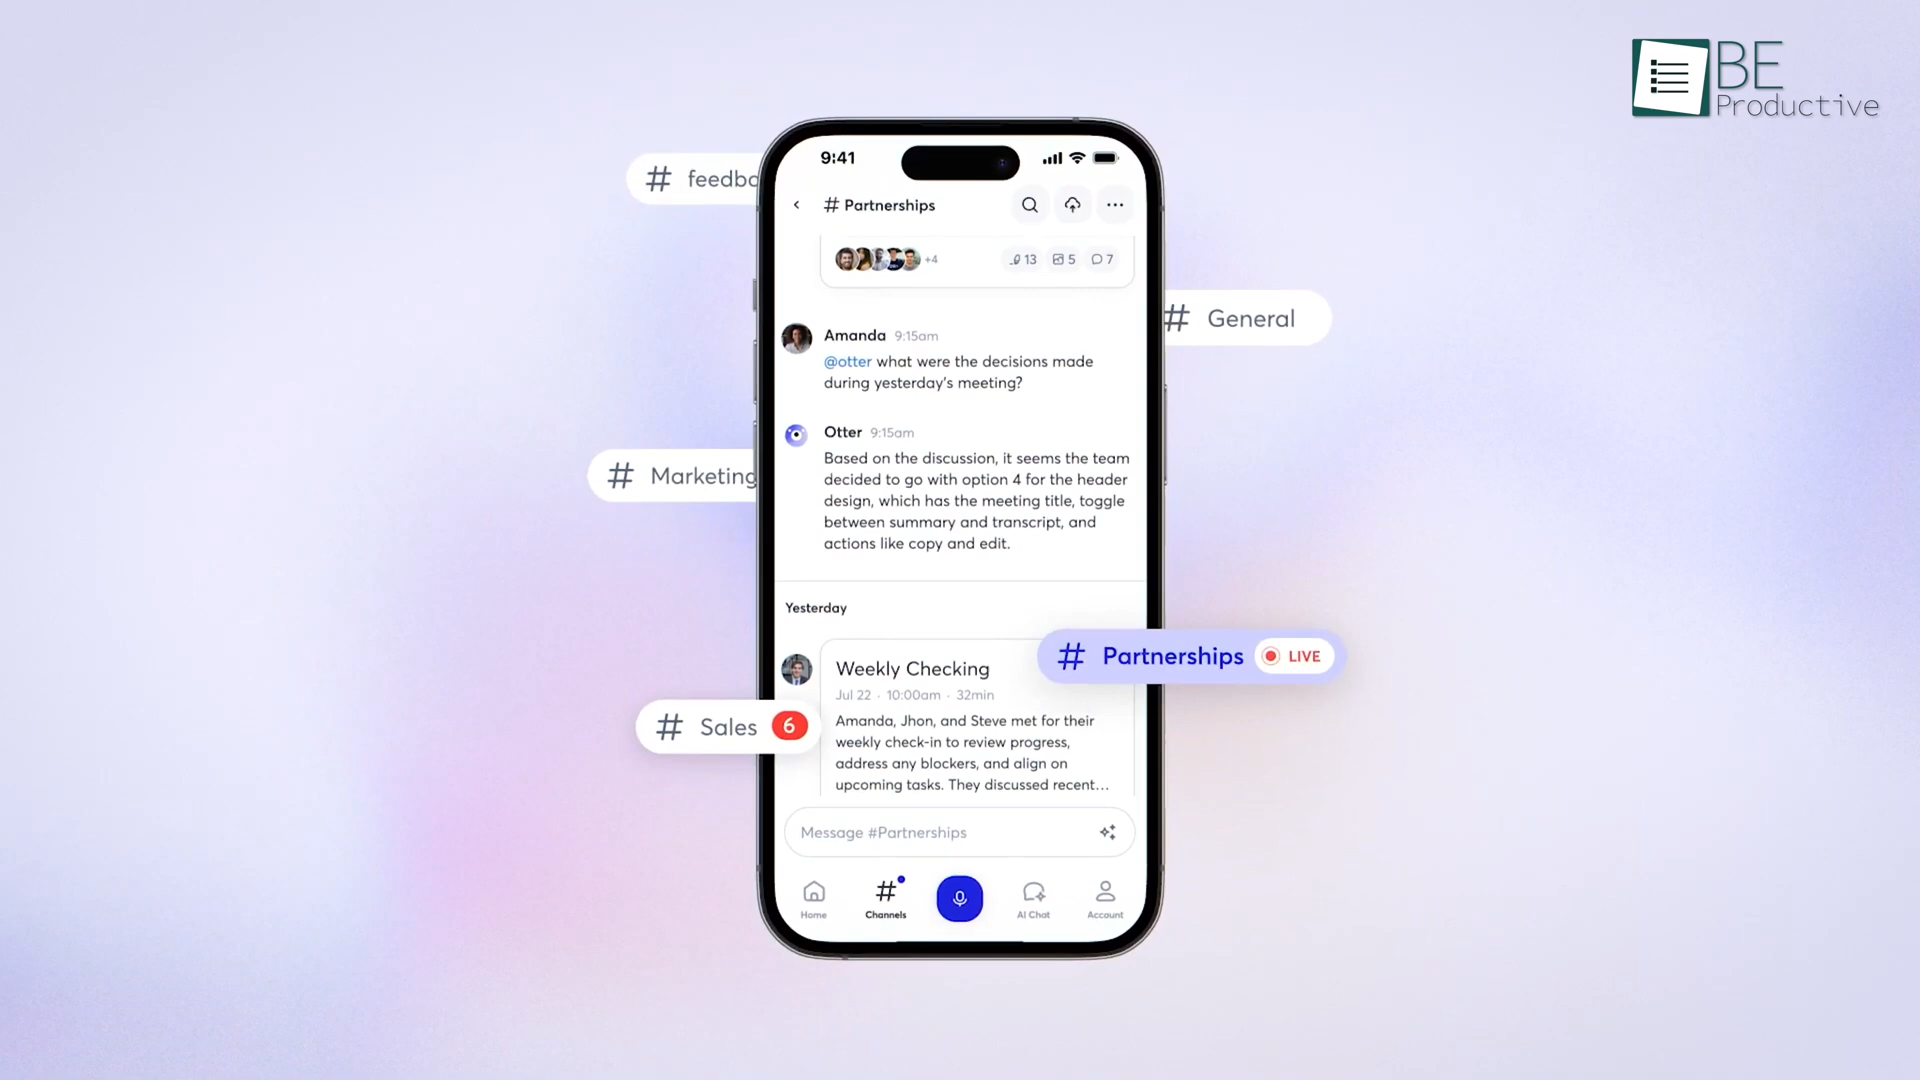 BE
Productive
9:41
# feedba
# Partnerships
+4
13
5
7
# General
Amanda 9:15am
@otter what were the decisions made
during yesterday's meeting?
Otter 9:15am
Based on the discussion, it seems the team
decided to go with option 4 for the header
design, which has the meeting title, toggle
between summary and transcript, and
actions like copy and edit.
# Marketing
Yesterday
Weekly Checking
# Partnerships LIVE
Jul 22 · 10:00am · 32min
# Sales 6
Amanda, Jhon, and Steve met for their
weekly check-in to review progress,
address any blockers, and align on
upcoming tasks. They discussed recent...
Message #Partnerships
Home
Channels
AI Chat
Account